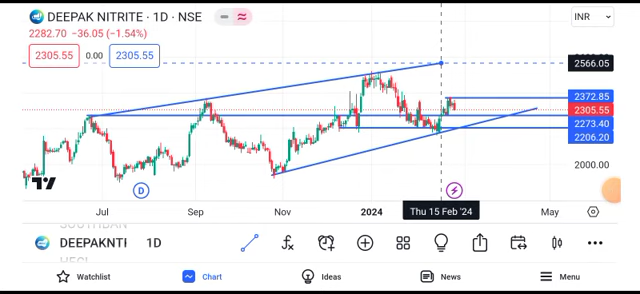 DEEPAK NITRITE · 1D · NSE
INR
2282.70 −36.05 (−1.54%)
2305.55 0.00 2305.55
2566.05
2372.85
2305.55
2273.40
2206.20
2000.00
D
Jul Sep Nov 2024 Thu 15 Feb '24 May
DEEPAKNTI 1D
Watchlist Chart Ideas News Menu